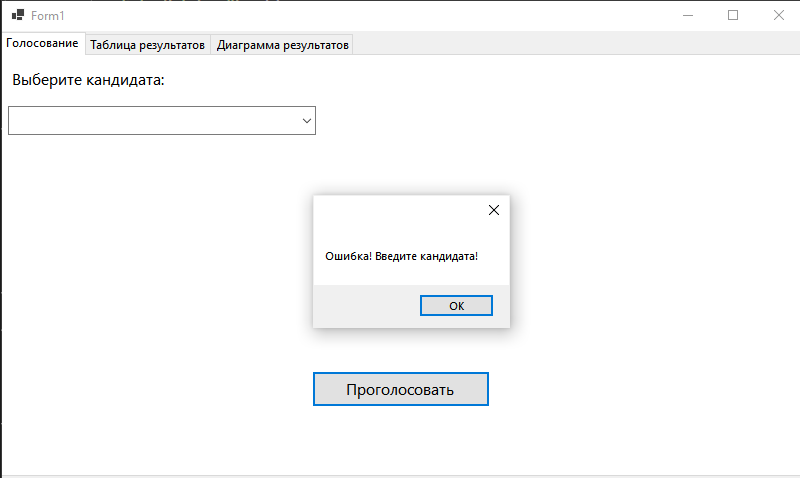 Form1
Голосование Таблица результатов Диаграмма результатов
Выберите кандидата:
Ошибка! Введите кандидата!
ОК
Проголосовать